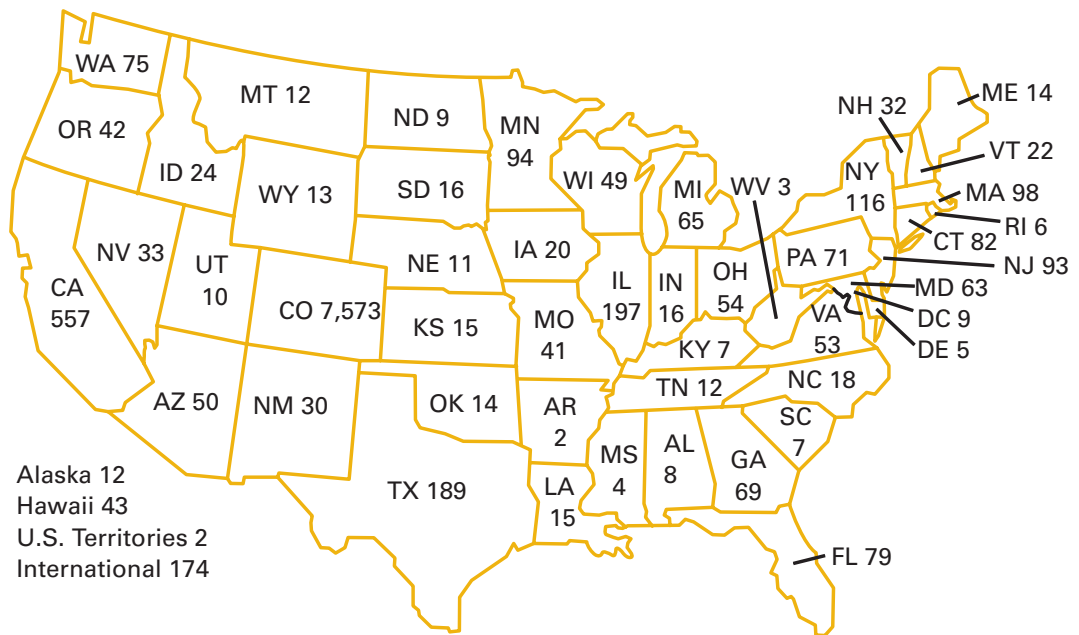 WA 75
MT 12
ND 9
MN
94
OR 42
ID 24
WY 13
SD 16
WI 49
MI
65
WV 3
NH 32
ME 14
VT 22
NY
116
MA 98
RI 6
CT 82
NJ 93
PA 71
MD 63
DC 9
DE 5
NV 33
UT
10
CA
557
CO 7,573
NE 11
IA 20
IL
197
IN
16
OH
54
KS 15
MO
41
KY 7
VA
53
AZ 50
NM 30
OK 14
AR
2
TN 12
NC 18
SC
7
MS
4
AL
8
GA
69
TX 189
LA
15
FL 79
Alaska 12
Hawaii 43
U.S. Territories 2
International 174